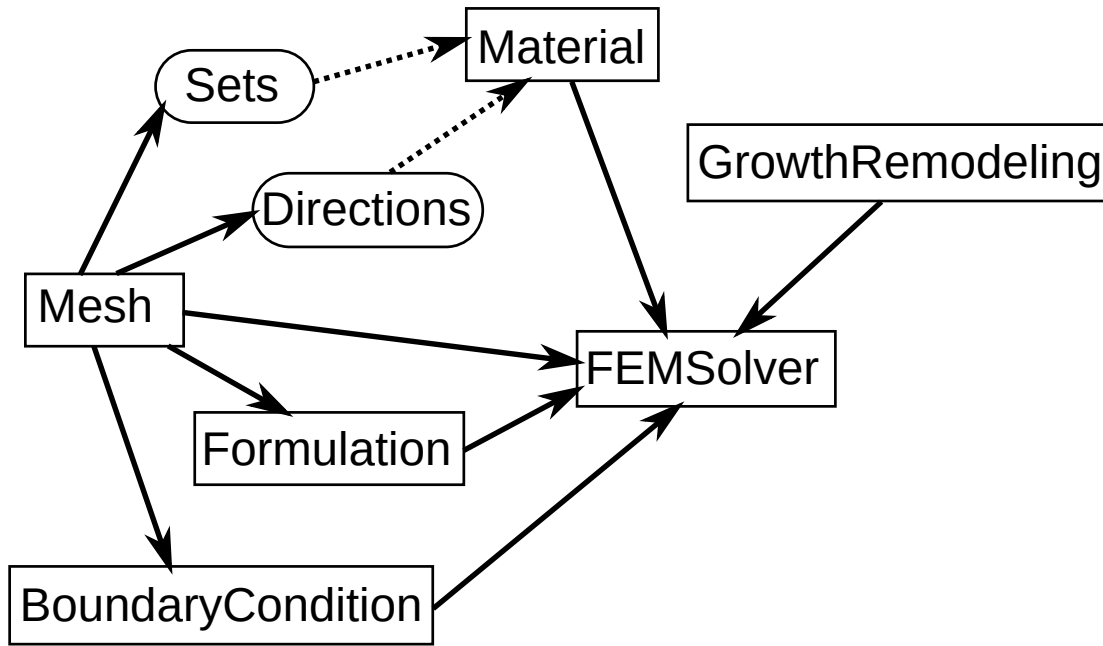 Material
Sets
GrowthRemodeling
Directions
Mesh
FEMSolver
Formulation
BoundaryCondition